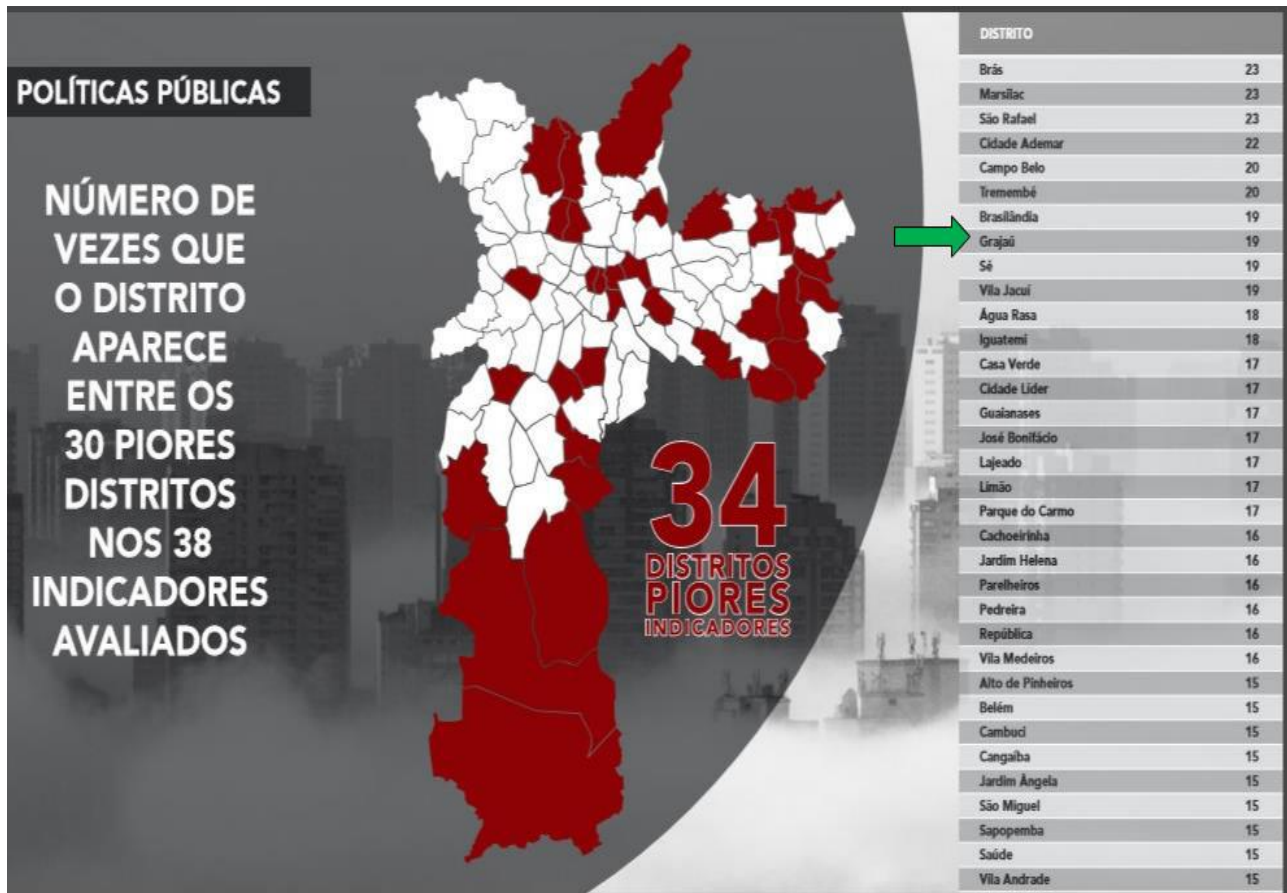 POLÍTICAS PÚBLICAS
NÚMERO DE
VEZES QUE
O DISTRITO
APARECE
ENTRE OS
30 PIORES
DISTRITOS
NOS 38
INDICADORES
AVALIADOS
34
DISTRITOS
PIORES
INDICADORES
DISTRITO
Brás 23
Marsilac 23
São Rafael 23
Cidade Ademar 22
Campo Belo 20
Tremembé 20
Brasilândia 19
Grajaú 19
Sé 19
Vila Jacuí 19
Água Rasa 18
Iguatemi 18
Casa Verde 17
Cidade Líder 17
Guaianases 17
José Bonifácio 17
Lajeado 17
Limão 17
Parque do Carmo 17
Cachoeirinha 16
Jardim Helena 16
Parelheiros 16
Pedreira 16
República 16
Vila Medeiros 16
Alto de Pinheiros 15
Belém 15
Cambuci 15
Cangaíba 15
Jardim Ângela 15
São Miguel 15
Sapopemba 15
Saúde 15
Vila Andrade 15